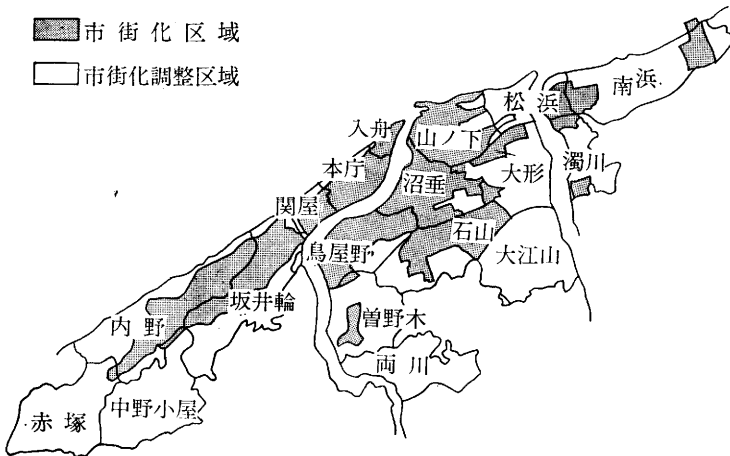 市街化区域
市街化調整区域
南浜
松浜
入舟
山ノ下
本庁
沼垂
大形
濁川
関屋
石山
鳥屋野
大江山
坂井輪
内野
曽野木
両川
赤塚
中野小屋